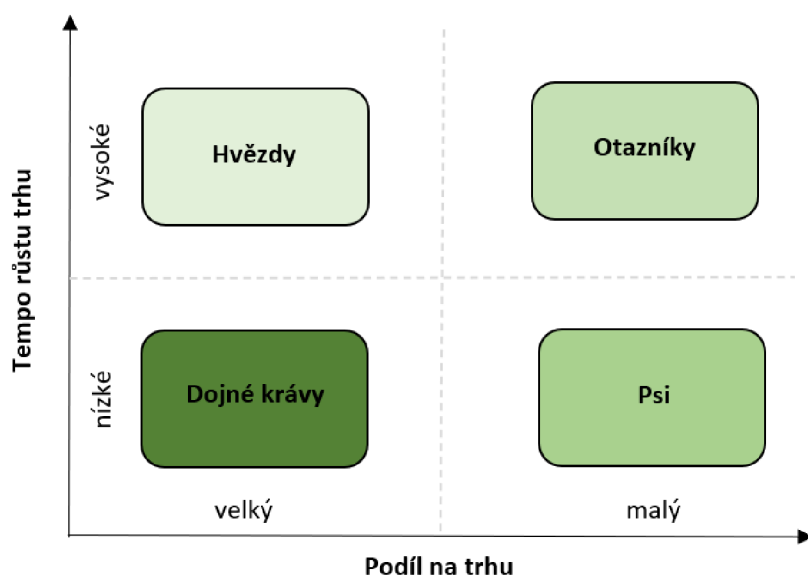 Tempo růstu trhu
vysoké
Hvězdy
Otazníky
nízké
Dojné krávy
Psi
velký
malý
Podíl na trhu